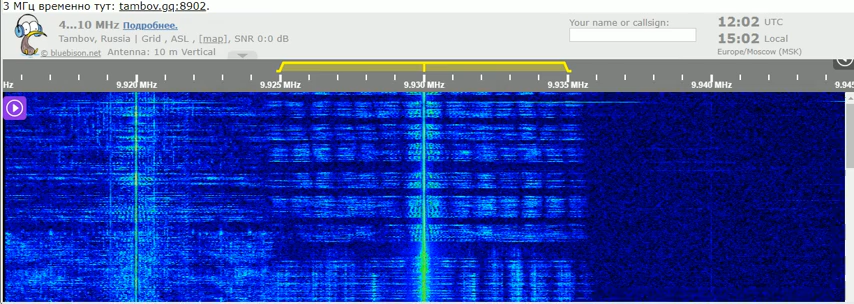 3 МГц временно тут: tambov.gq:8902.
4...10 MHz Подробнее.
Tambov, Russia | Grid , ASL , [map], SNR 0:0 dB
© bluebison.net Antenna: 10 m Vertical
Your name or callsign:
12:02 UTC
15:02 Local
Europe/Moscow (MSK)
Hz 9.920 MHz 9.925 MHz 9.930 MHz 9.935 MHz 9.940 MHz 9.945